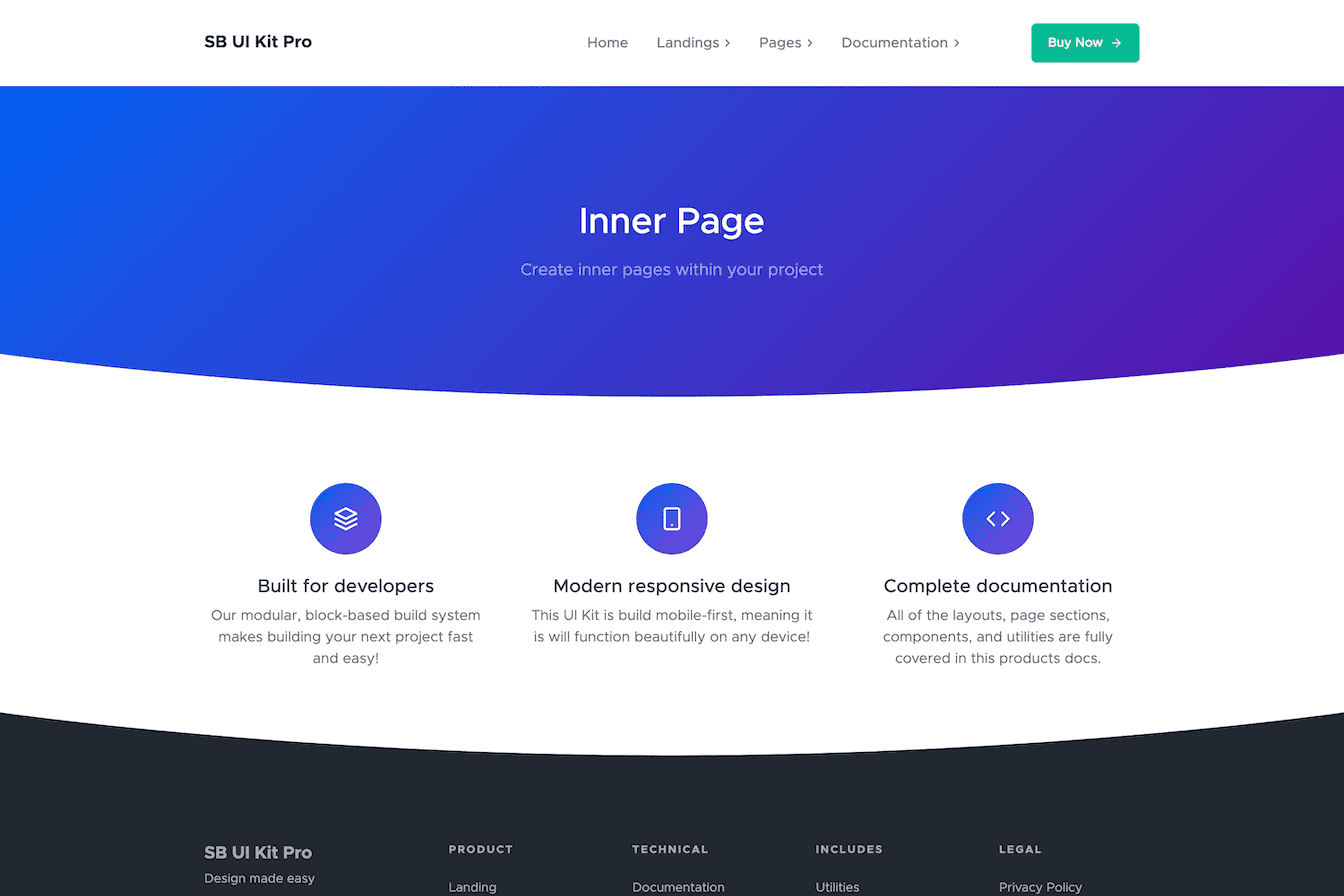 SB UI Kit Pro
Home
Landings
Pages
Documentation
Buy Now
Inner Page
Create inner pages within your project
Built for developers
Our modular, block-based build system
makes building your next project fast
and easy!
Modern responsive design
This UI Kit is build mobile-first, meaning it
is will function beautifully on any device!
Complete documentation
All of the layouts, page sections,
components, and utilities are fully
covered in this products docs.
SB UI Kit Pro
Design made easy
PRODUCT
Landing
TECHNICAL
Documentation
INCLUDES
Utilities
LEGAL
Privacy Policy